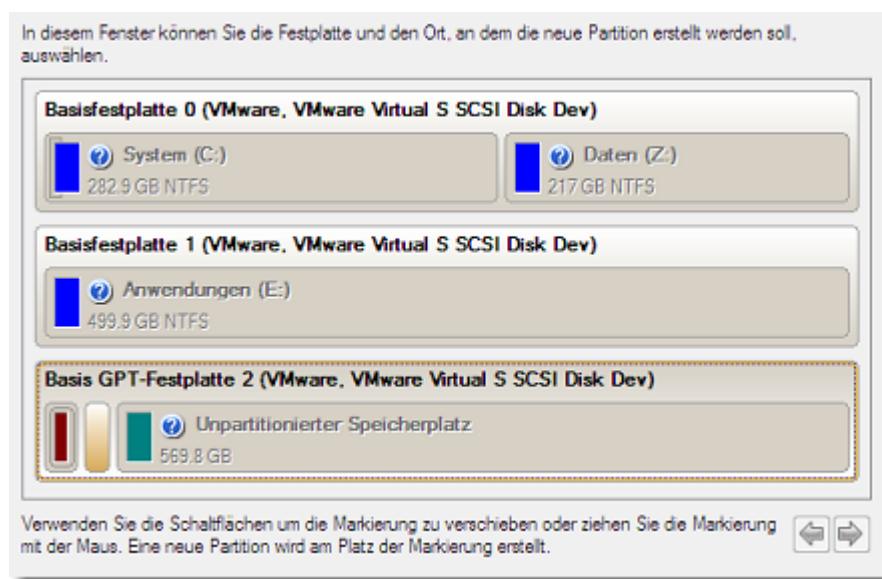 In diesem Fenster können Sie die Festplatte und den Ort, an dem die neue Partition erstellt werden soll,
auswählen.
Basisfestplatte 0 (VMware, VMware Virtual S SCSI Disk Dev)
System (C:)
282.9 GB NTFS
Daten (Z:)
217 GB NTFS
Basisfestplatte 1 (VMware, VMware Virtual S SCSI Disk Dev)
Anwendungen (E:)
499.9 GB NTFS
Basis GPT-Festplatte 2 (VMware, VMware Virtual S SCSI Disk Dev)
Unpartitionierter Speicherplatz
569.8 GB
Verwenden Sie die Schaltflächen um die Markierung zu verschieben oder ziehen Sie die Markierung
mit der Maus. Eine neue Partition wird am Platz der Markierung erstellt.